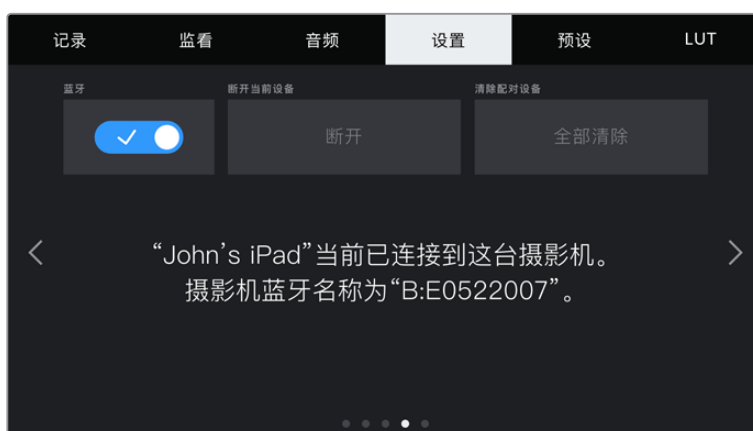 记录 监看 音频 设置 预设 LUT
蓝牙 断开当前设备 清除配对设备
断开 全部清除
“John’s iPad”当前已连接到这台摄影机。
摄影机蓝牙名称为“B:E0522007”。